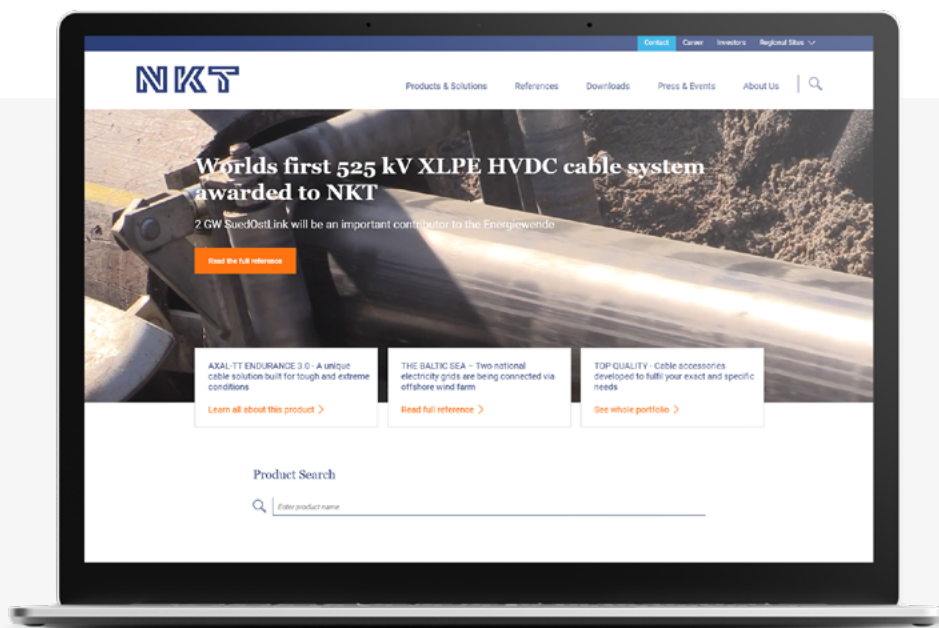 Contact Career Investors Regional Sites
NKT
Products & Solutions References Downloads Press & Events About Us
Worlds first 525 kV XLPE HVDC cable system
awarded to NKT
2 GW SuedOstLink will be an important contributor to the Energiewende
Read the full reference
AXAL-TT ENDURANCE 3.0 - A unique
cable solution built for tough and extreme
conditions
Learn all about this product
THE BALTIC SEA – Two national
electricity grids are being connected via
offshore wind farm
Read full reference
TOP QUALITY - Cable accessories
developed to fulfil your exact and specific
needs
See whole portfolio
Product Search
Enter product name